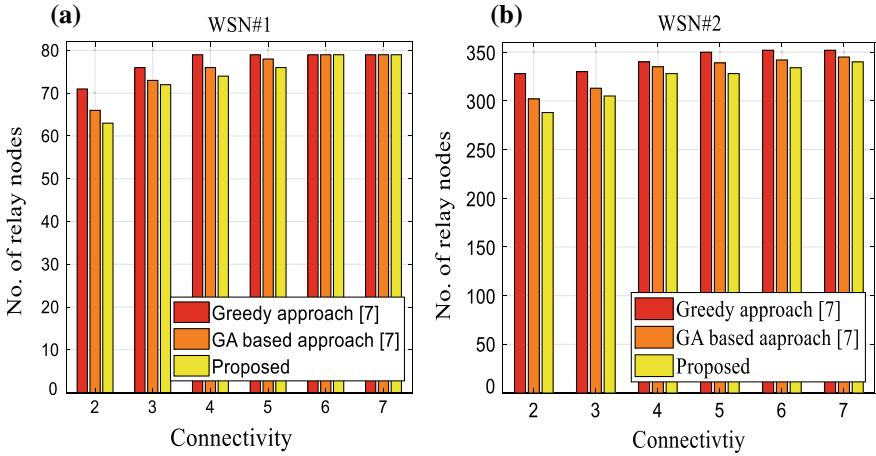 (a)
WSN#1
80
70
60
50
40
30
20
10
0
2 3 4 5 6 7
No. of relay nodes
Connectivity
Greedy approach [7]
GA based approach [7]
Proposed
(b)
WSN#2
350
300
250
200
150
100
50
0
2 3 4 5 6 7
No. of relay nodes
Connectivtiy
Greedy approach [7]
GA based aaproach [7]
Proposed